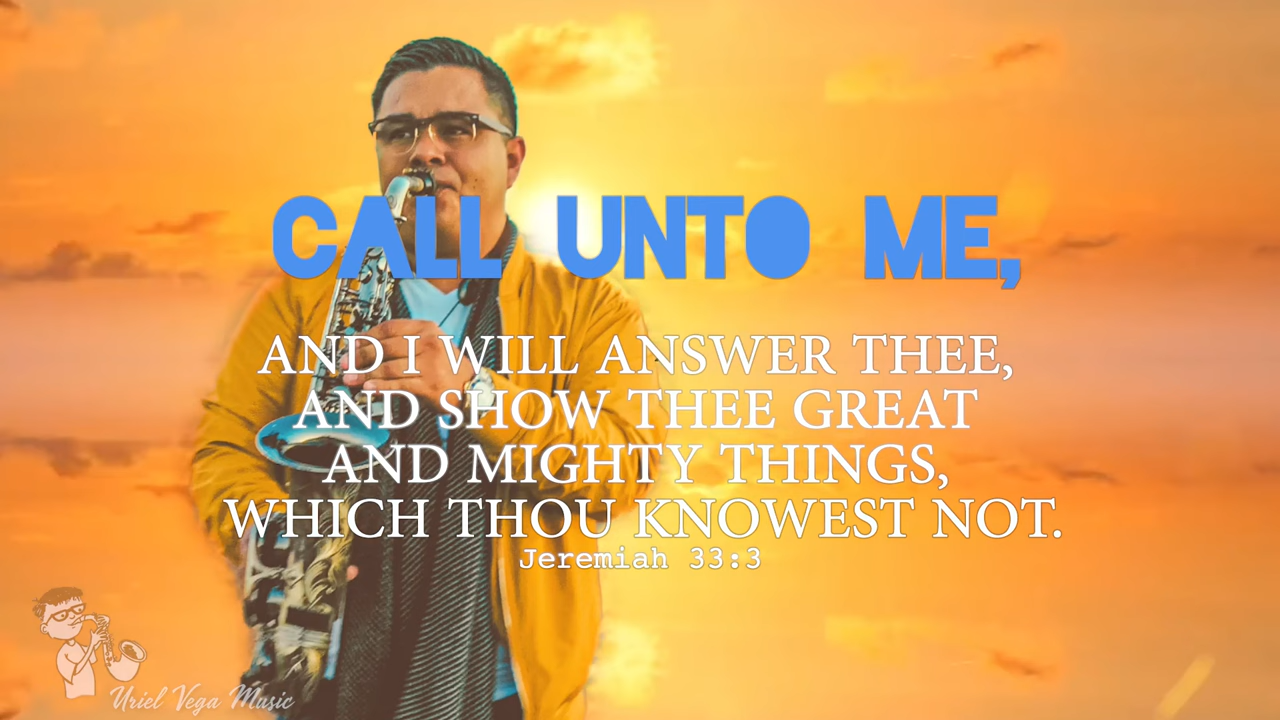 CALL UNTO ME,
AND I WILL ANSWER THEE,
AND SHOW THEE GREAT
AND MIGHTY THINGS,
WHICH THOU KNOWEST NOT.
Jeremiah 33:3
Uriel Vega Music